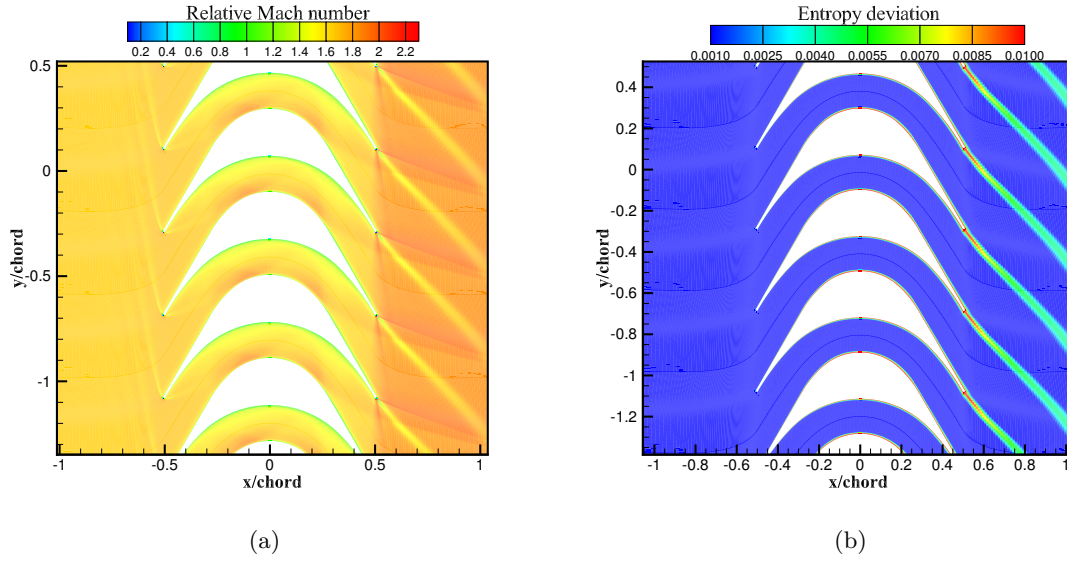 Relative Mach number
0.2 0.4 0.6 0.8 1 1.2 1.4 1.6 1.8 2 2.2
0.5
0
-0.5
-1
y/chord
-1 -0.5 0 0.5 1
x/chord
(a)
Entropy deviation
0.0010 0.0025 0.0040 0.0055 0.0070 0.0085 0.0100
0.4
0.2
0
-0.2
-0.4
-0.6
-0.8
-1
-1.2
y/chord
-1 -0.8 -0.6 -0.4 -0.2 0 0.2 0.4 0.6 0.8 1
x/chord
(b)